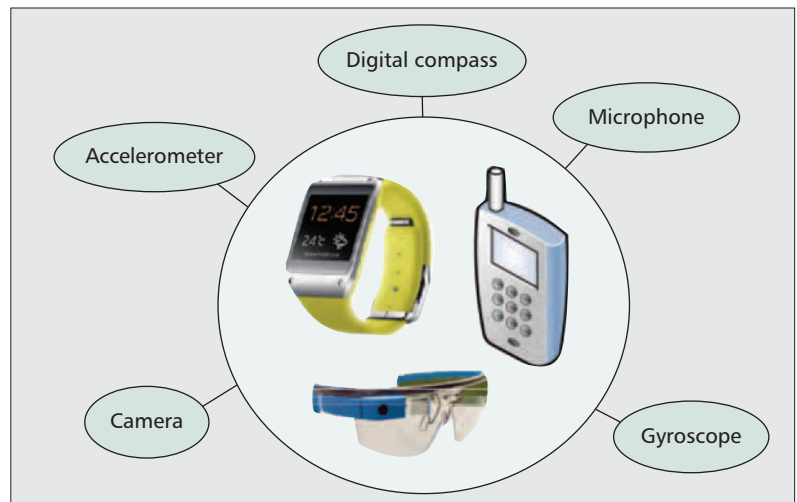 Digital compass
Microphone
Accelerometer
12:45
24°c
Camera
Gyroscope